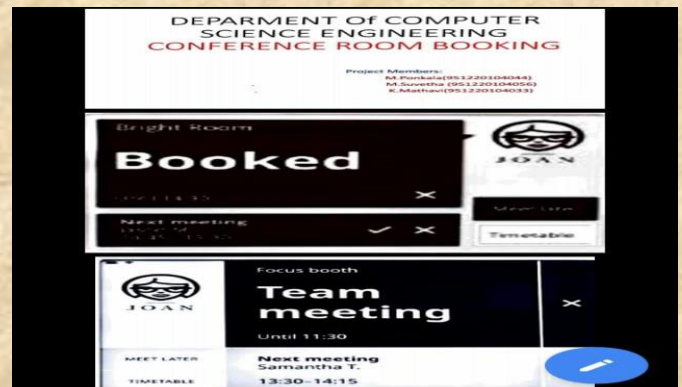 DEPARMENT Of COMPUTER
SCIENCE ENGINEERING
CONFERENCE ROOM BOOKING
Project Members:
M.Ponkala(951220104044)
M.Suvetha (951220104056)
K.Mathavi(951220104033)
Bright Room
Booked
JOAN
Next meeting
Meet Later
Timetable
JOAN
Focus booth
Team
meeting
Until 11:30
MEET LATER
Next meeting
Samantha T.
TIMETABLE
13:30-14:15